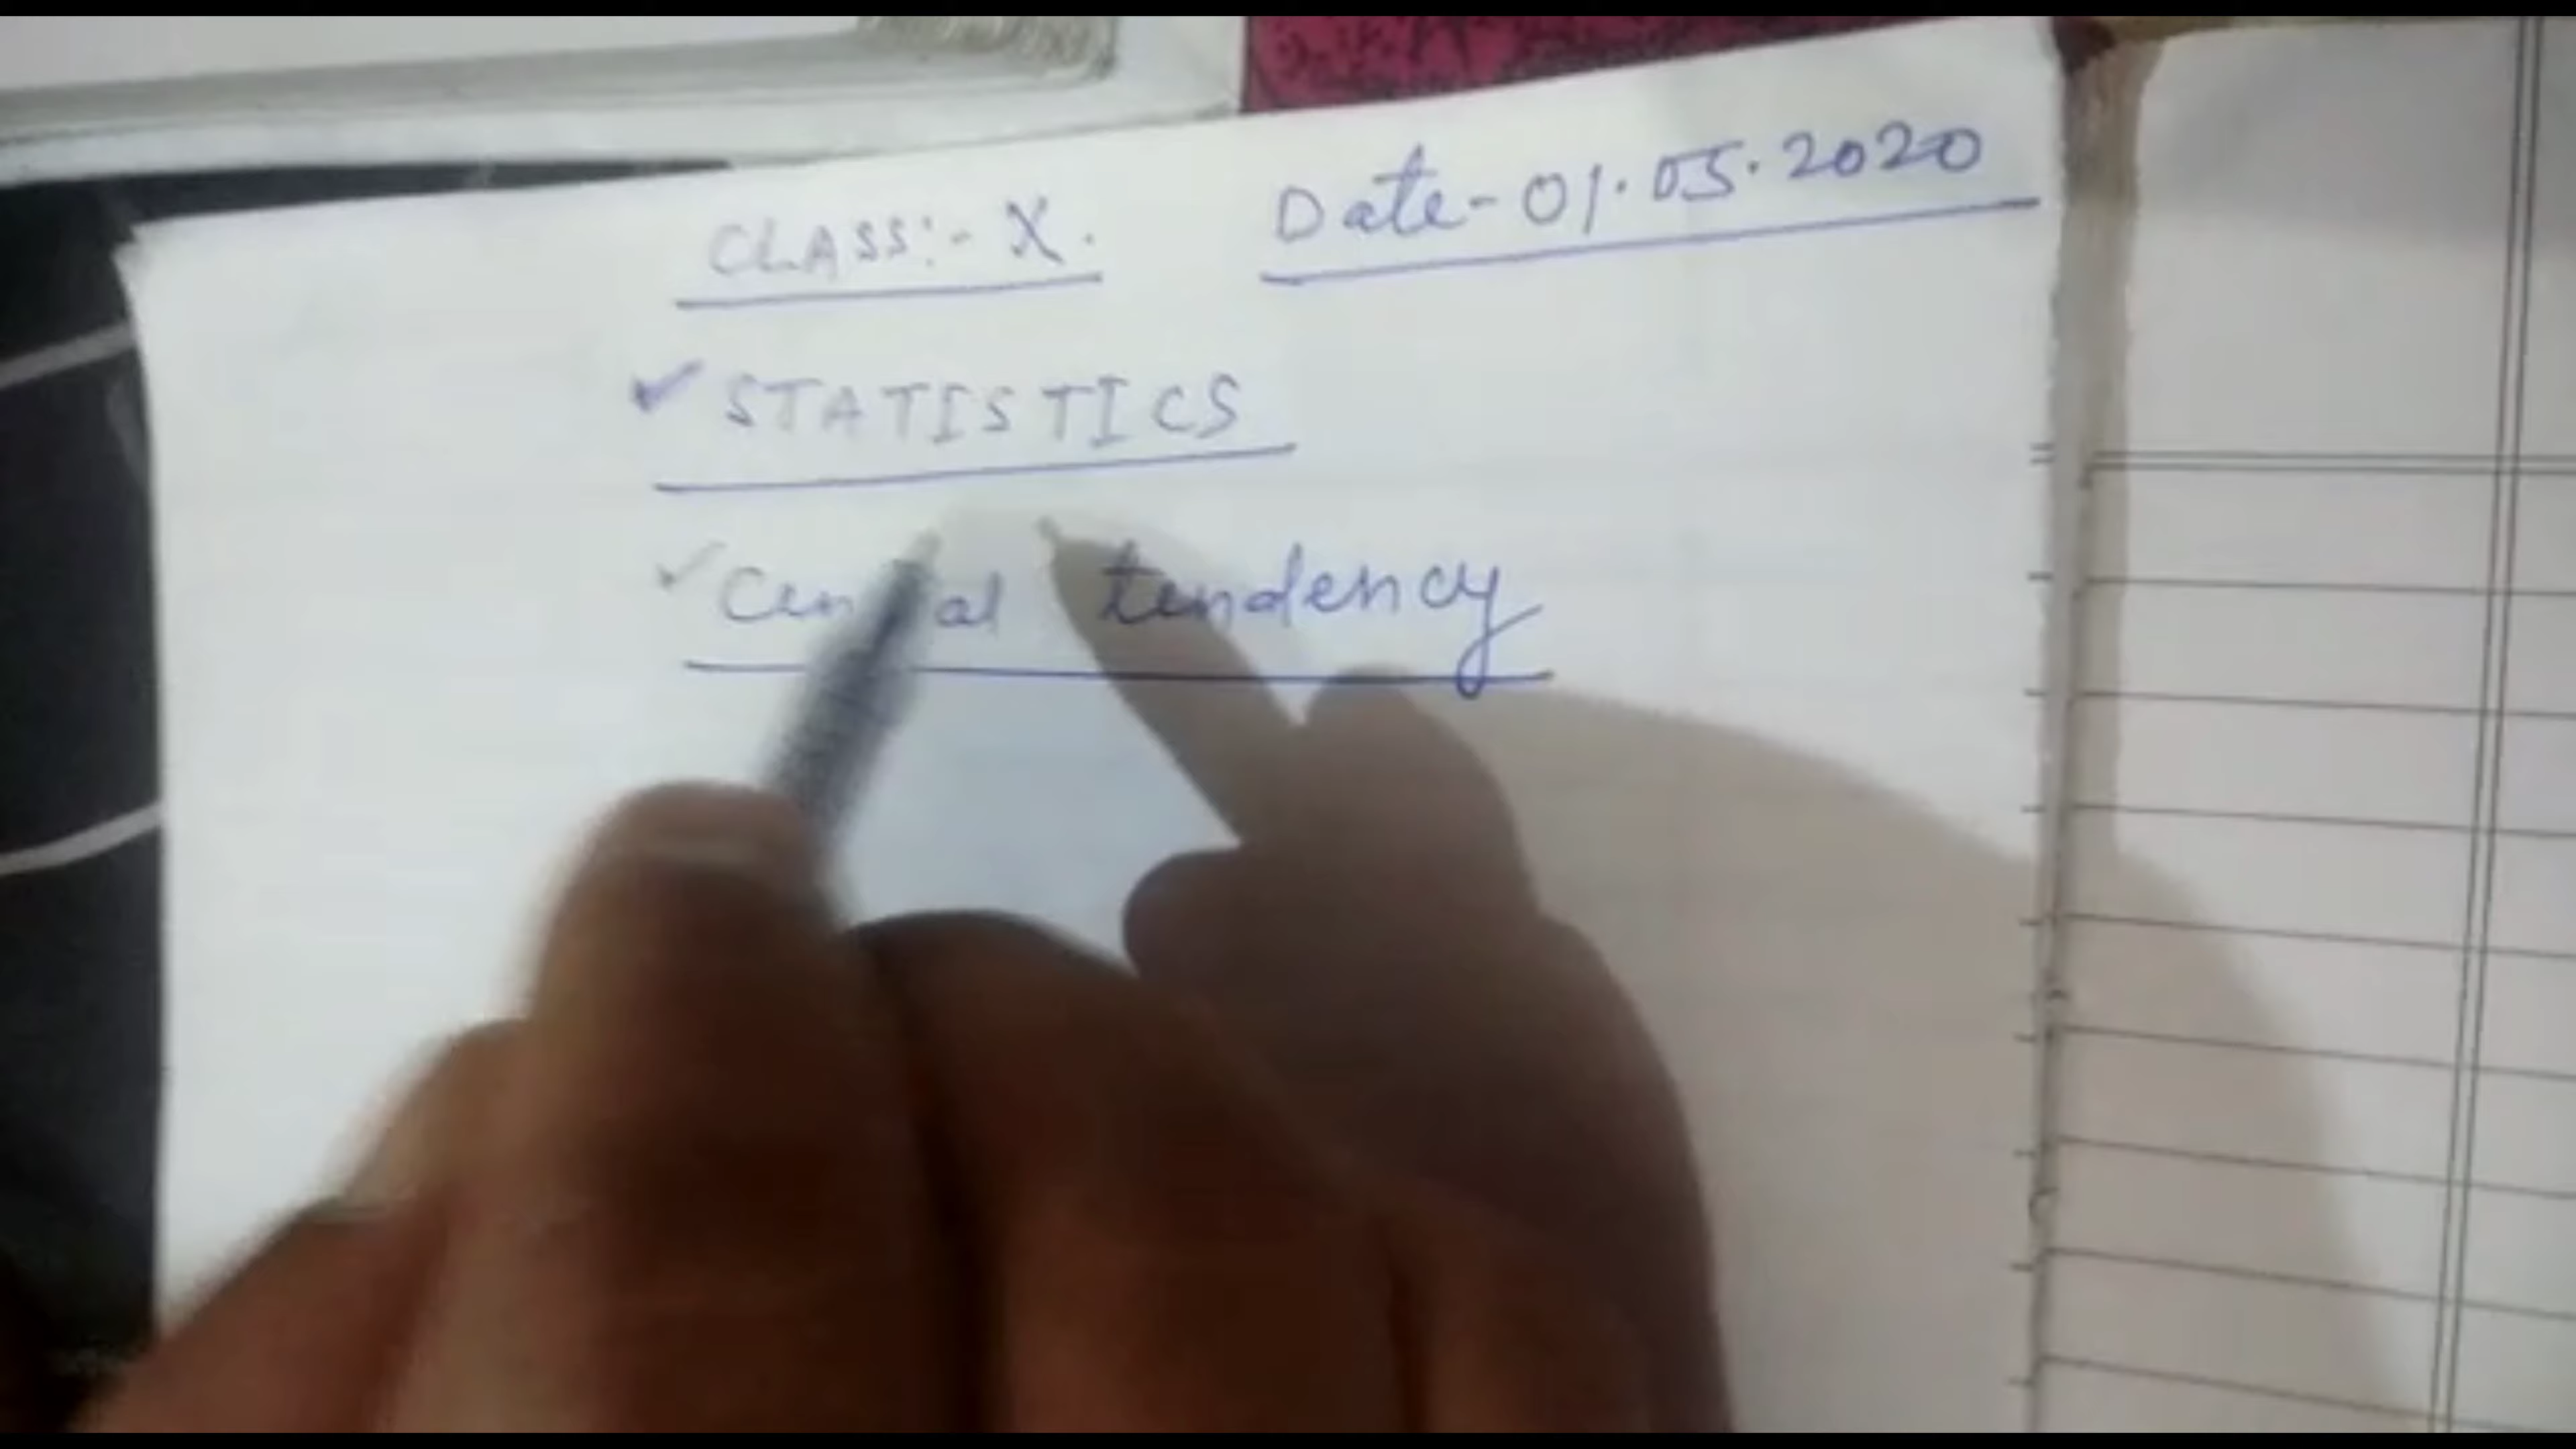 CLASS:- X. Date- 01.05.2020
✓ STATISTICS
✓ tendency